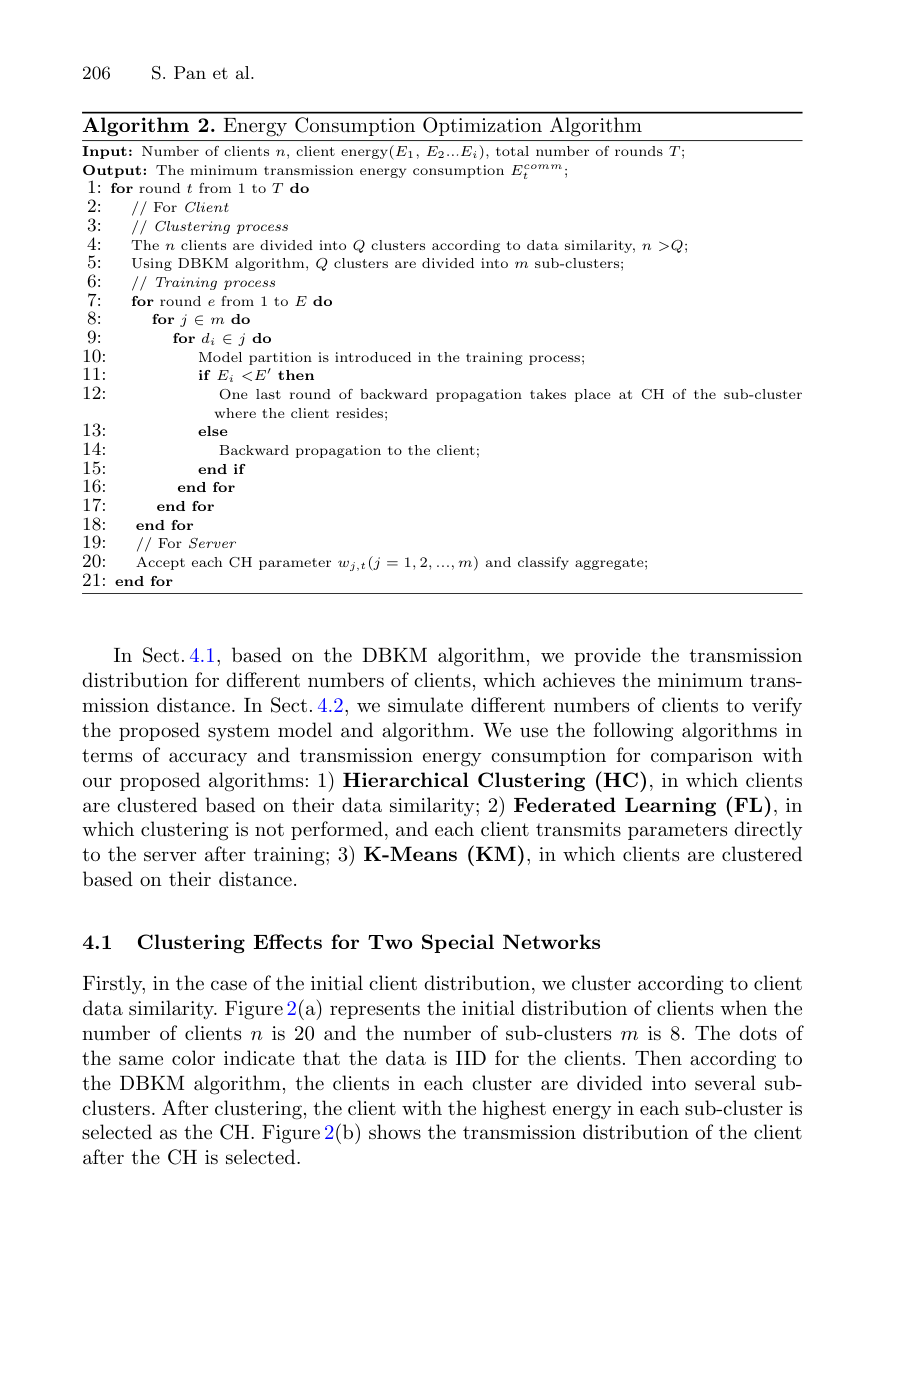 206 S. Pan et al.
Algorithm 2. Energy Consumption Optimization Algorithm
Input: Number of clients n, client energy(E₁, E₂...Eᵢ), total number of rounds T;
Output: The minimum transmission energy consumption E_t^{comm};
1: for round t from 1 to T do
2: // For Client
3: // Clustering process
4: The n clients are divided into Q clusters according to data similarity, n >Q;
5: Using DBKM algorithm, Q clusters are divided into m sub-clusters;
6: // Training process
7: for round e from 1 to E do
8: for j ∈ m do
9: for dᵢ ∈ j do
10: Model partition is introduced in the training process;
11: if Eᵢ <E′ then
12: One last round of backward propagation takes place at CH of the sub-cluster
where the client resides;
13: else
14: Backward propagation to the client;
15: end if
16: end for
17: end for
18: end for
19: // For Server
20: Accept each CH parameter w_{j,t}(j = 1, 2, ..., m) and classify aggregate;
21: end for
In Sect. 4.1, based on the DBKM algorithm, we provide the transmission
distribution for different numbers of clients, which achieves the minimum trans-
mission distance. In Sect. 4.2, we simulate different numbers of clients to verify
the proposed system model and algorithm. We use the following algorithms in
terms of accuracy and transmission energy consumption for comparison with
our proposed algorithms: 1) Hierarchical Clustering (HC), in which clients
are clustered based on their data similarity; 2) Federated Learning (FL), in
which clustering is not performed, and each client transmits parameters directly
to the server after training; 3) K-Means (KM), in which clients are clustered
based on their distance.
4.1 Clustering Effects for Two Special Networks
Firstly, in the case of the initial client distribution, we cluster according to client
data similarity. Figure 2(a) represents the initial distribution of clients when the
number of clients n is 20 and the number of sub-clusters m is 8. The dots of
the same color indicate that the data is IID for the clients. Then according to
the DBKM algorithm, the clients in each cluster are divided into several sub-
clusters. After clustering, the client with the highest energy in each sub-cluster is
selected as the CH. Figure 2(b) shows the transmission distribution of the client
after the CH is selected.